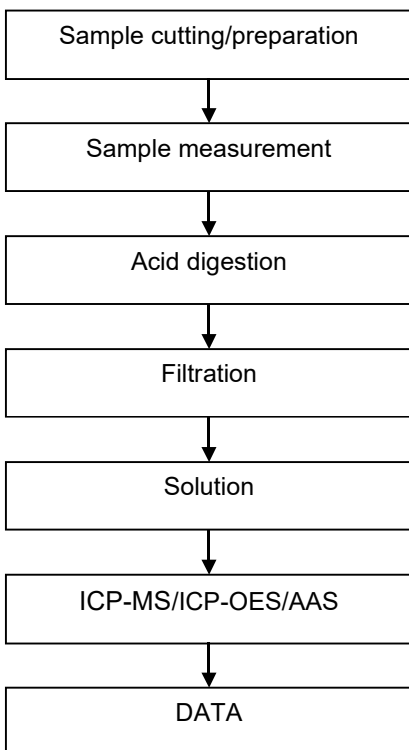 Sample cutting/preparation
Sample measurement
Acid digestion
Filtration
Solution
ICP-MS/ICP-OES/AAS
DATA